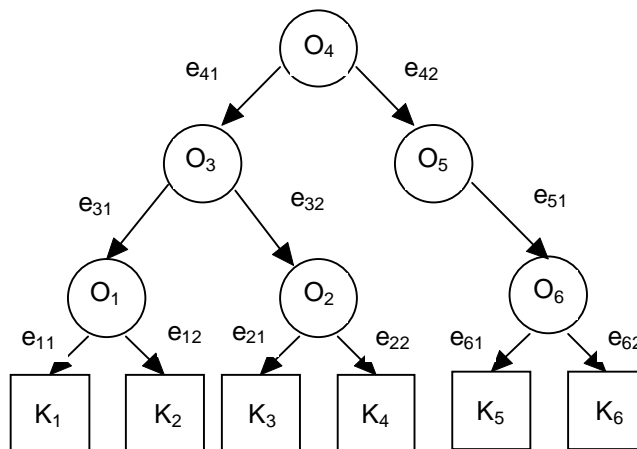 O₄
e₄₁ e₄₂
O₃ O₅
e₃₁ e₃₂ e₅₁
O₁ O₂ O₆
e₁₁ e₁₂ e₂₁ e₂₂ e₆₁ e₆₂
K₁ K₂ K₃ K₄ K₅ K₆